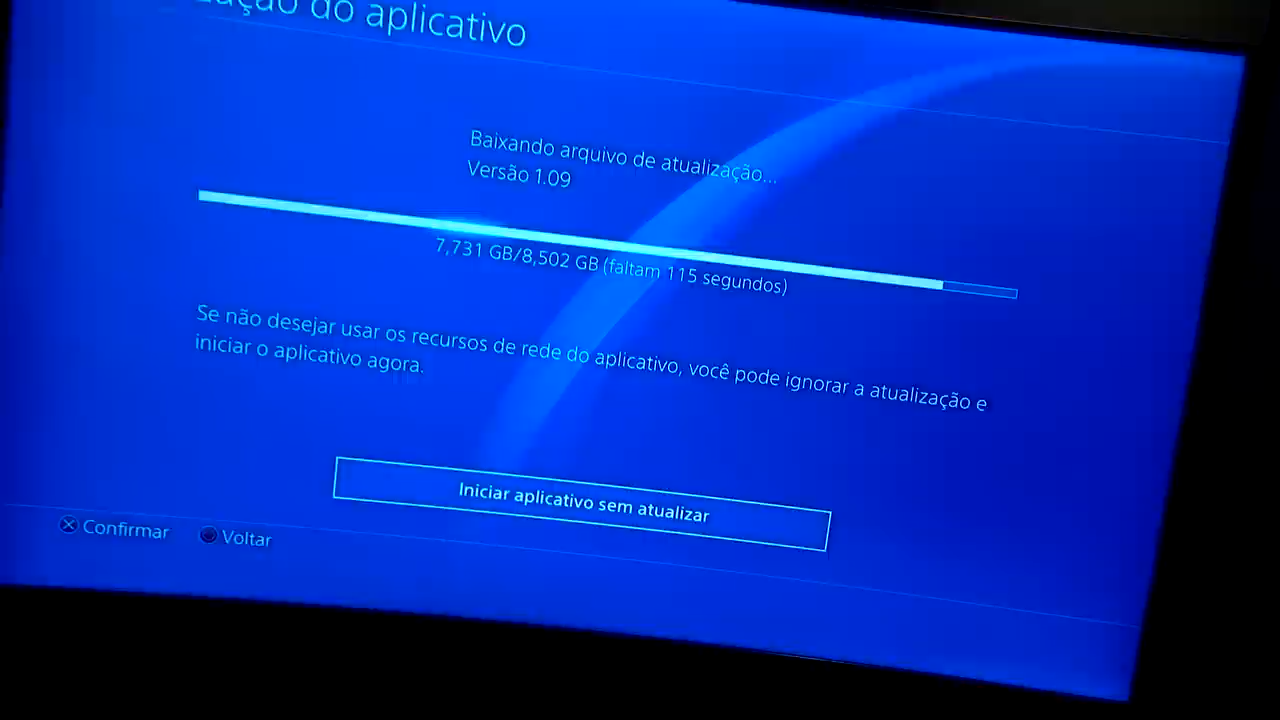 do aplicativo
Baixando arquivo de atualização...
Versão 1.09
7,731 GB/8,502 GB (faltam 115 segundos)
Se não desejar usar os recursos de rede do aplicativo, você pode ignorar a atualização e
iniciar o aplicativo agora.
Iniciar aplicativo sem atualizar
Confirmar Voltar